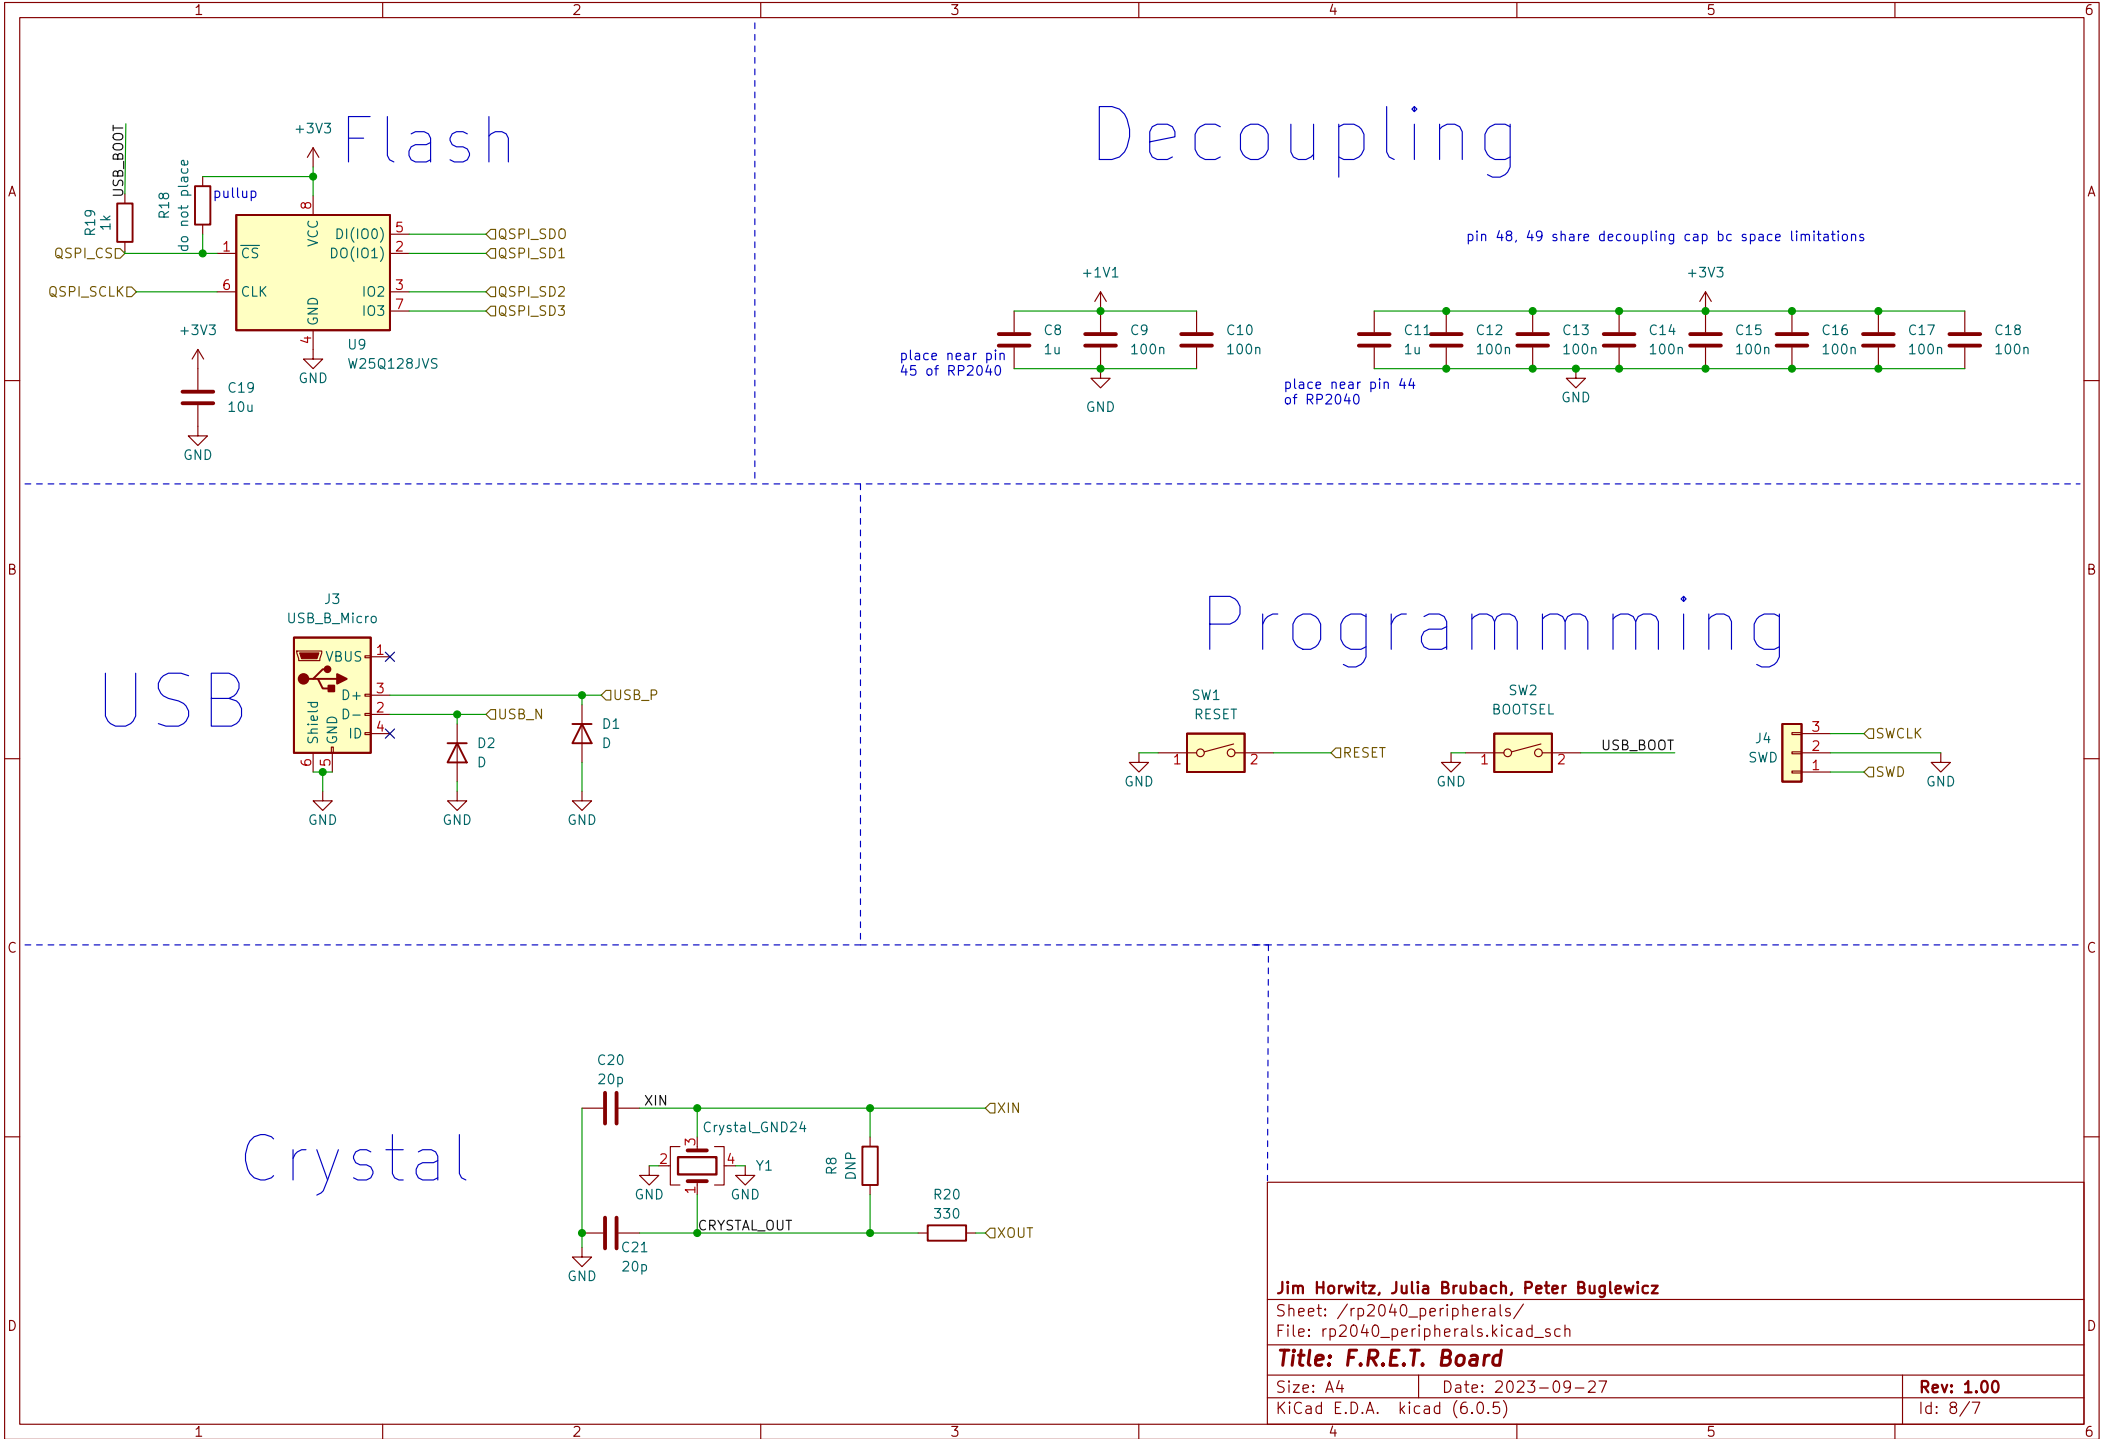 1 2 3 4 5 6
A
A
B
B
C
C
D
D
1 2 3 4 5 6
Flash
USB_BOOT
R19
1k
R18
do not place
pullup
+3V3
QSPI_CS
QSPI_SCLK
1
6
8
4
5
2
3
7
CS
CLK
VCC
GND
DI(IO0)
DO(IO1)
IO2
IO3
QSPI_SD0
QSPI_SD1
QSPI_SD2
QSPI_SD3
U9
W25Q128JVS
GND
+3V3
C19
10u
GND
Decoupling
pin 48, 49 share decoupling cap bc space limitations
+1V1
C8
1u
C9
100n
C10
100n
place near pin
45 of RP2040
GND
+3V3
C11
1u
C12
100n
C13
100n
C14
100n
C15
100n
C16
100n
C17
100n
C18
100n
place near pin 44
of RP2040
GND
USB
J3
USB_B_Micro
VBUS
D+
D-
ID
Shield
GND
1
3
2
4
6
5
USB_P
USB_N
D1
D
D2
D
GND
GND
GND
Programmming
SW1
RESET
1
2
GND
RESET
SW2
BOOTSEL
1
2
GND
USB_BOOT
J4
SWD
3
2
1
SWCLK
SWD
GND
Crystal
C20
20p
XIN
XIN
Crystal_GND24
3
2
4
1
Y1
GND
GND
R8
DNP
CRYSTAL_OUT
R20
330
XOUT
C21
20p
GND
Jim Horwitz, Julia Brubach, Peter Buglewicz
Sheet: /rp2040_peripherals/
File: rp2040_peripherals.kicad_sch
Title: F.R.E.T. Board
Size: A4
Date: 2023-09-27
Rev: 1.00
KiCad E.D.A. kicad (6.0.5)
Id: 8/7